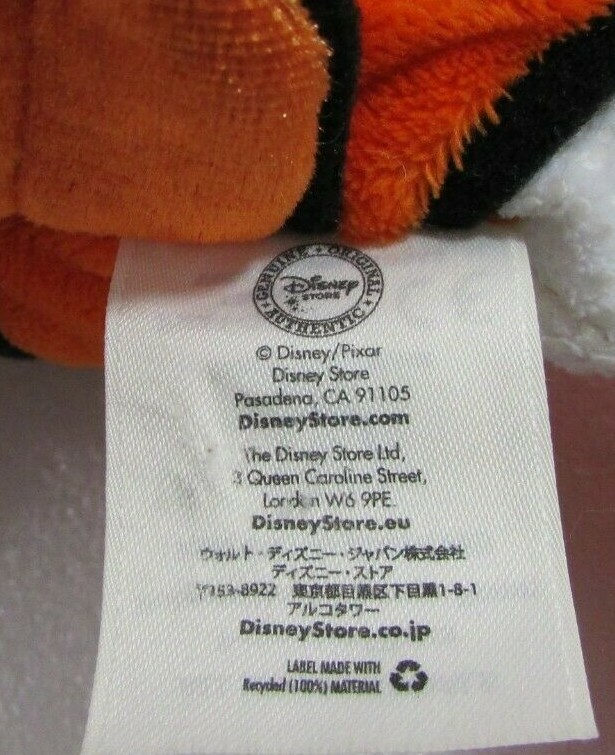 GENUINE • ORIGINAL
Disney
STORE
AUTHENTIC
© Disney/Pixar
Disney Store
Pasadena, CA 91105
DisneyStore.com
The Disney Store Ltd,
3 Queen Caroline Street,
London W6 9PE.
DisneyStore.eu
ウォルト・ディズニー・ジャパン株式会社
ディズニー・ストア
〒153-8922 東京都目黒区下目黒1-8-1
アルコタワー
DisneyStore.co.jp
LABEL MADE WITH
Recycled (100%) MATERIAL